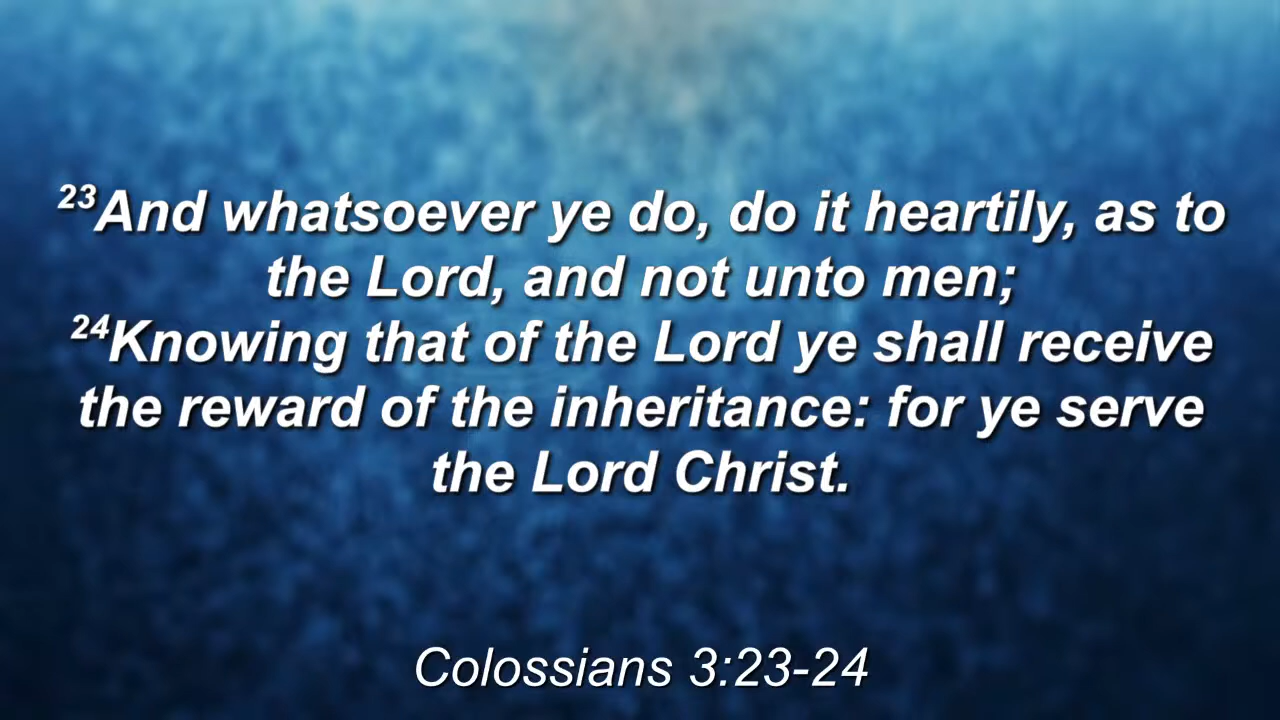 ²³And whatsoever ye do, do it heartily, as to
the Lord, and not unto men;
²⁴Knowing that of the Lord ye shall receive
the reward of the inheritance: for ye serve
the Lord Christ.
Colossians 3:23-24